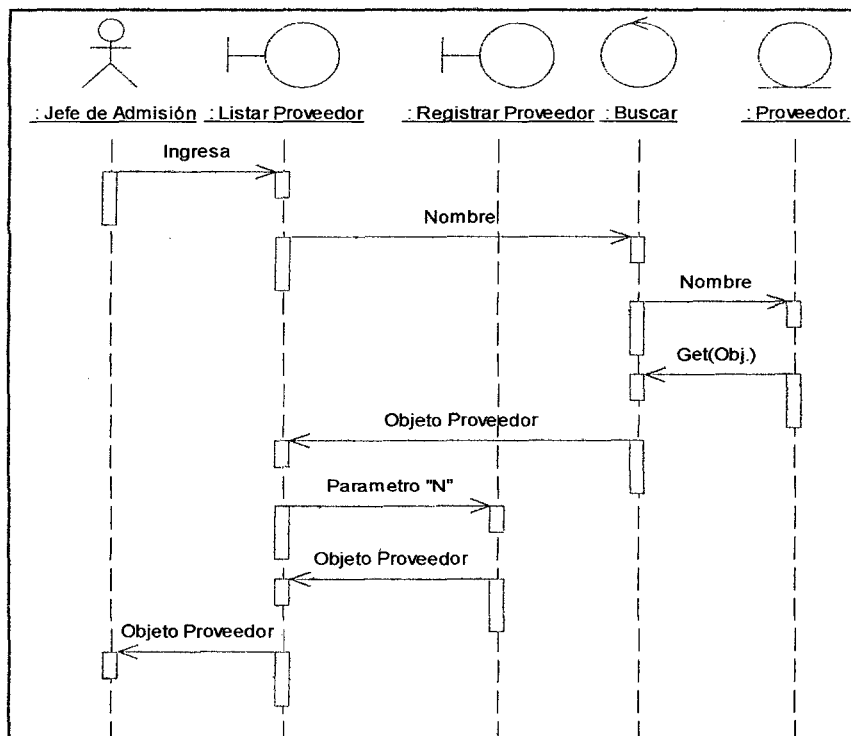 : Jefe de Admisión : Listar Proveedor : Registrar Proveedor : Buscar : Proveedor.
Ingresa
Nombre
Nombre
Get(Obj.)
Objeto Proveedor
Parametro "N"
Objeto Proveedor
Objeto Proveedor